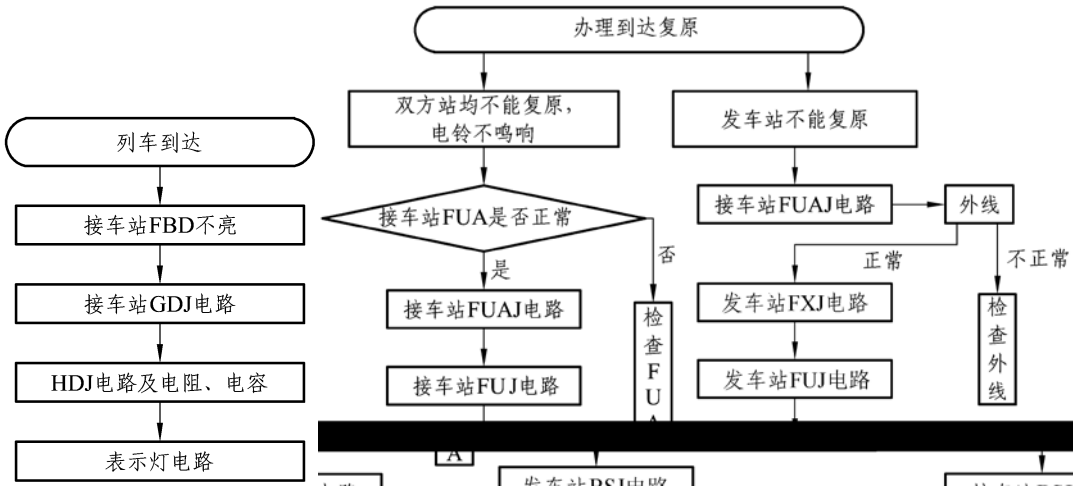 列车到达
接车站FBD不亮
接车站GDJ电路
HDJ电路及电阻、电容
表示灯电路
办理到达复原
双方站均不能复原，
电铃不鸣响
接车站FUA是否正常
是
否
接车站FUAJ电路
接车站FUJ电路
检
查
F
U
A
发车站不能复原
接车站FUAJ电路
外线
正常
不正常
发车站FXJ电路
发车站FUJ电路
检
查
外
线
A